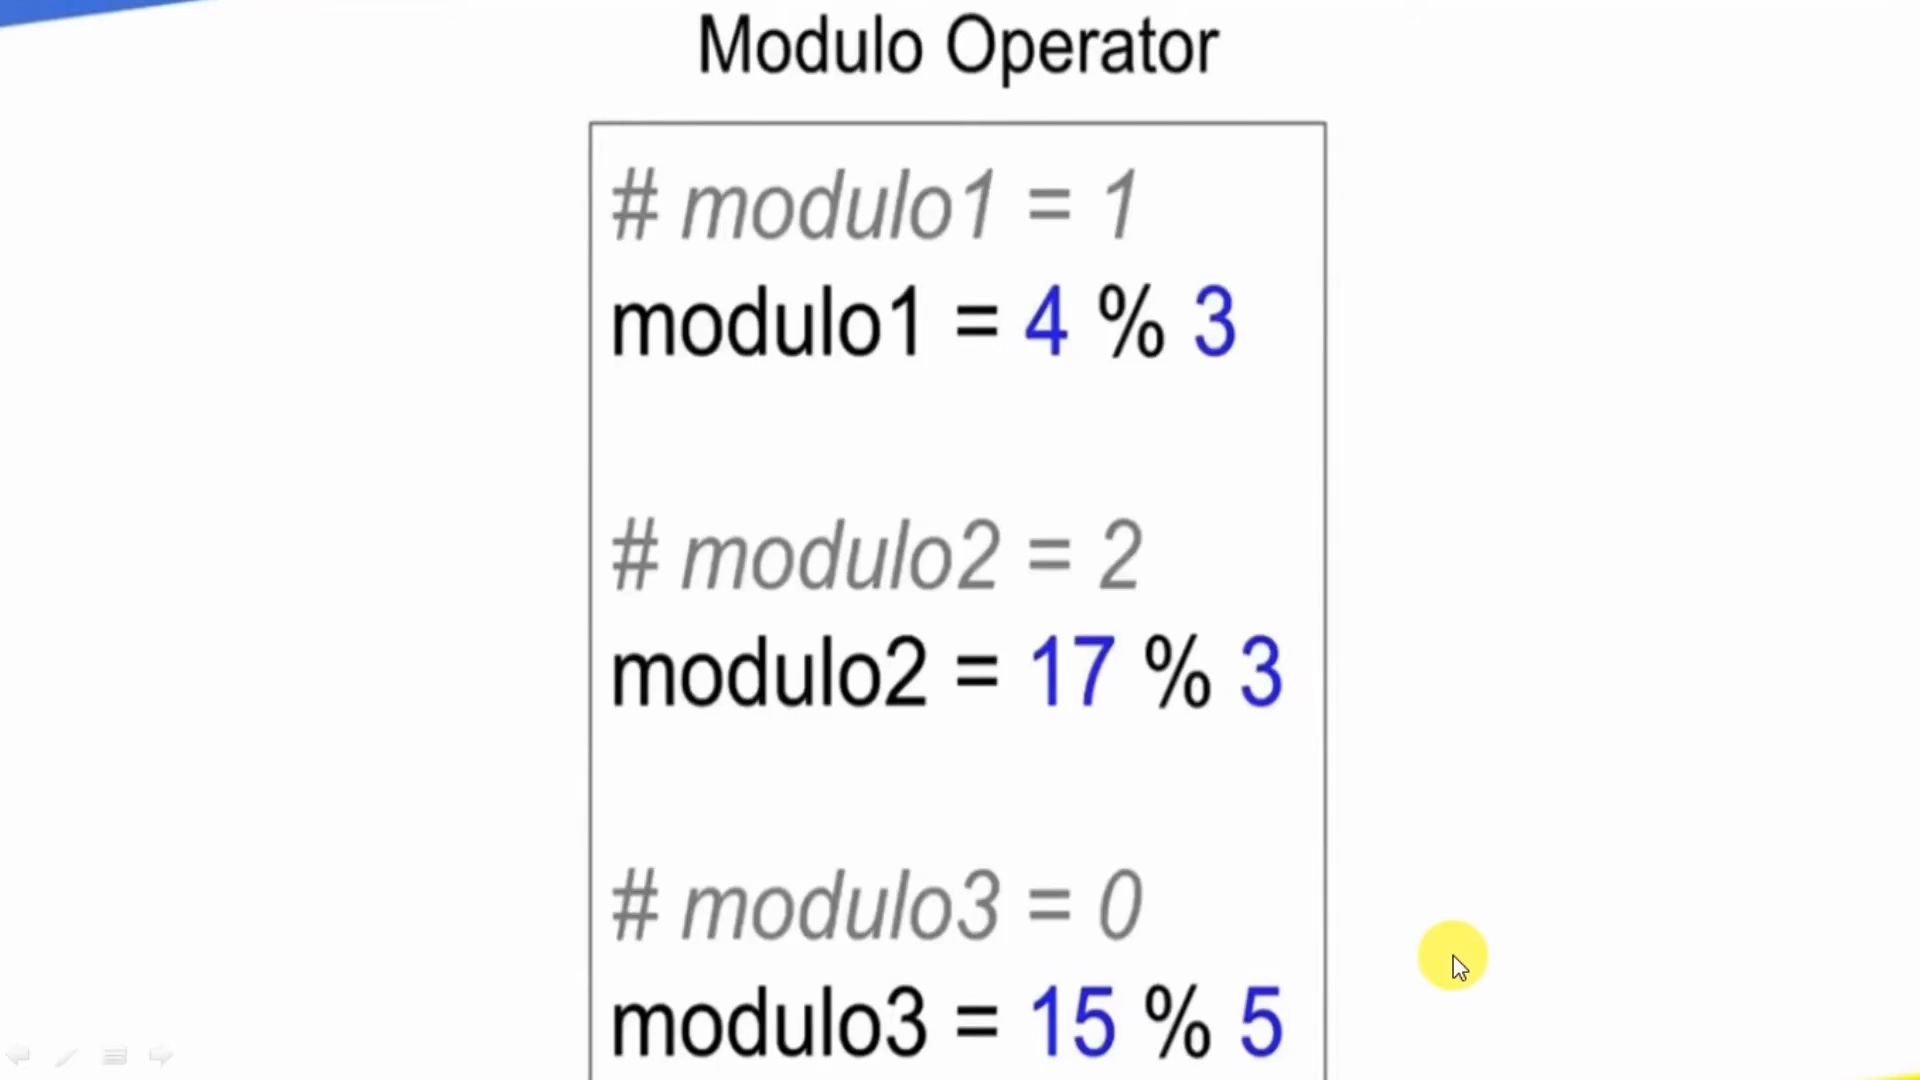 Modulo Operator
# modulo1 = 1
modulo1 = 4 % 3
# modulo2 = 2
modulo2 = 17 % 3
# modulo3 = 0
modulo3 = 15 % 5